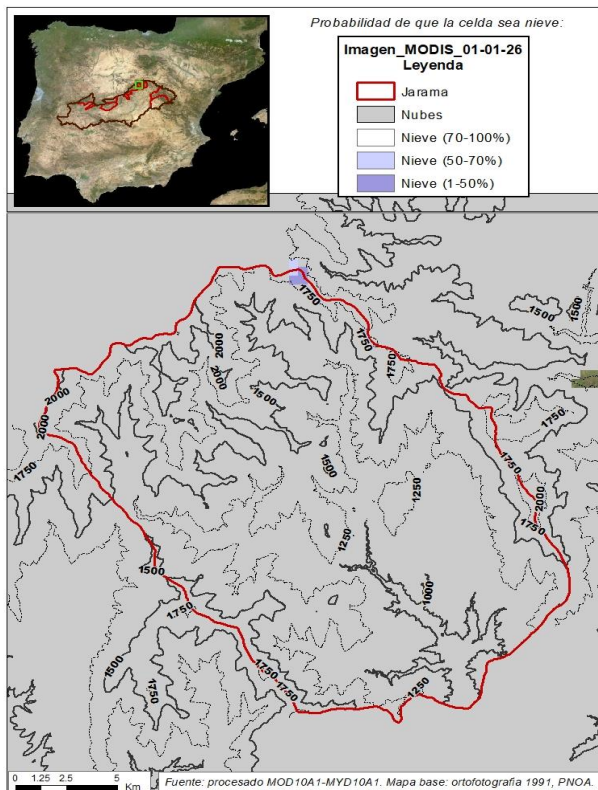 Probabilidad de que la celda sea nieve:
Imagen_MODIS_01-01-26
Leyenda
Jarama
Nubes
Nieve (70-100%)
Nieve (50-70%)
Nieve (1-50%)
1500
1500
1750
1750
2000
1750
2000
2000
1500
2000
1750
1750
1750
1500
1250
2000
1250
1750
1500
1000
1750
1500
1750
1750
1750
1250
0 1.25 2.5 5
Km
Fuente: procesado MOD10A1-MYD10A1. Mapa base: ortofotografia 1991, PNOA.